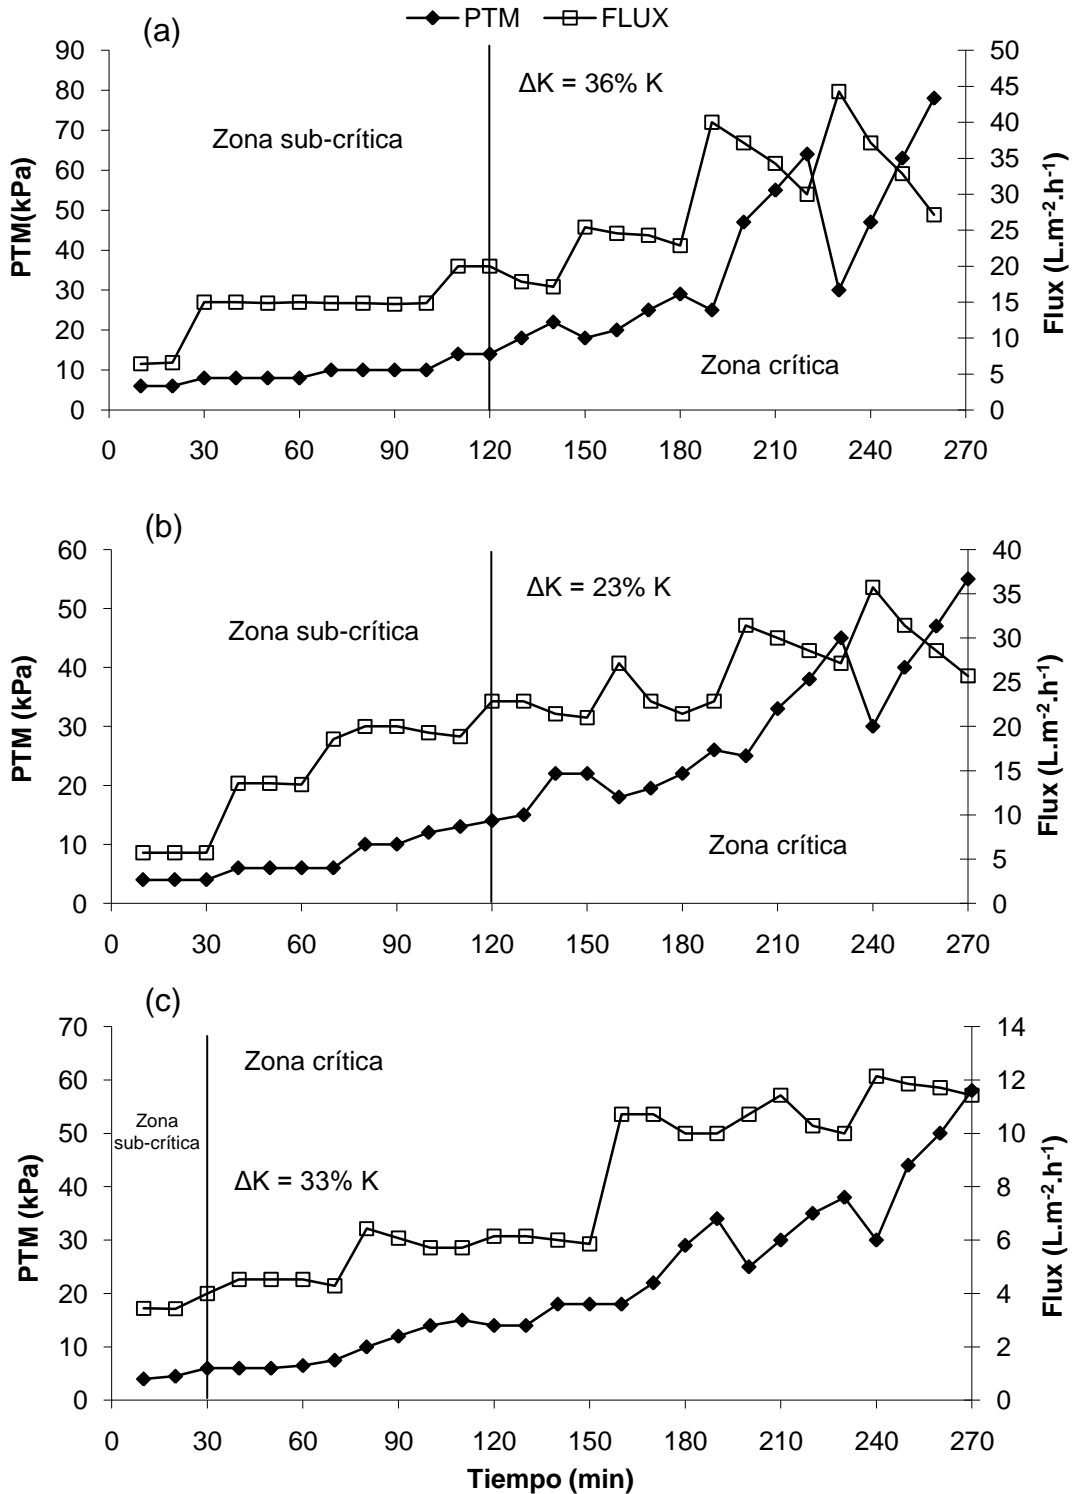 PTM FLUX
(a)
ΔK = 36% K
Zona sub-crítica
Zona crítica
PTM(kPa)
90
80
70
60
50
40
30
20
10
0
50
45
40
35
30
25
20
15
10
5
0
Flux (L.m-2.h-1)
0 30 60 90 120 150 180 210 240 270
(b)
ΔK = 23% K
Zona sub-crítica
Zona crítica
PTM (kPa)
60
50
40
30
20
10
0
40
35
30
25
20
15
10
5
0
Flux (L.m-2.h-1)
0 30 60 90 120 150 180 210 240 270
(c)
Zona crítica
Zona
sub-crítica
ΔK = 33% K
PTM (kPa)
70
60
50
40
30
20
10
0
14
12
10
8
6
4
2
0
Flux (L.m-2.h-1)
0 30 60 90 120 150 180 210 240 270
Tiempo (min)